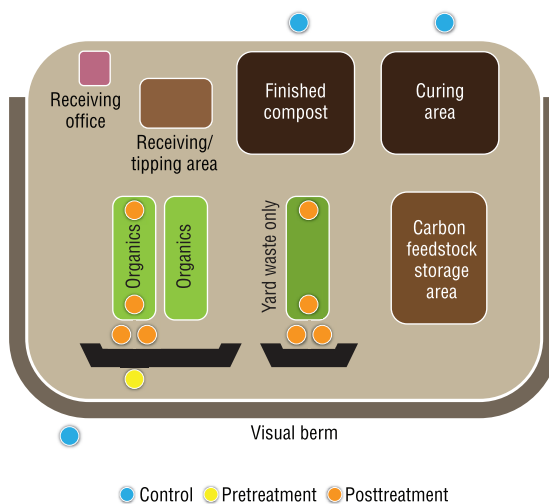 Receiving
office
Receiving/
tipping area
Finished
compost
Curing
area
Organics
Organics
Yard waste only
Carbon
feedstock
storage
area
Visual berm
Control
Pretreatment
Posttreatment